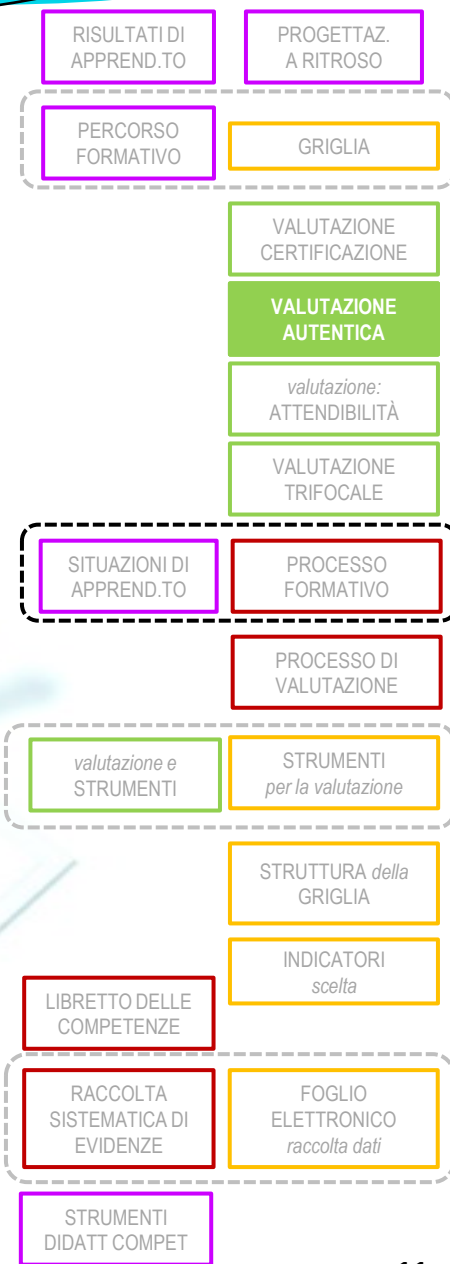 RISULTATI DI
APPREND.TO
PROGETTAZ.
A RITROSO
PERCORSO
FORMATIVO
GRIGLIA
VALUTAZIONE
CERTIFICAZIONE
VALUTAZIONE
AUTENTICA
valutazione:
ATTENDIBILITÀ
VALUTAZIONE
TRIFOCALE
SITUAZIONI DI
APPREND.TO
PROCESSO
FORMATIVO
PROCESSO DI
VALUTAZIONE
valutazione e
STRUMENTI
STRUMENTI
per la valutazione
STRUTTURA della
GRIGLIA
INDICATORI
scelta
LIBRETTO DELLE
COMPETENZE
RACCOLTA
SISTEMATICA DI
EVIDENZE
FOGLIO
ELETTRONICO
raccolta dati
STRUMENTI
DIDATT COMPET